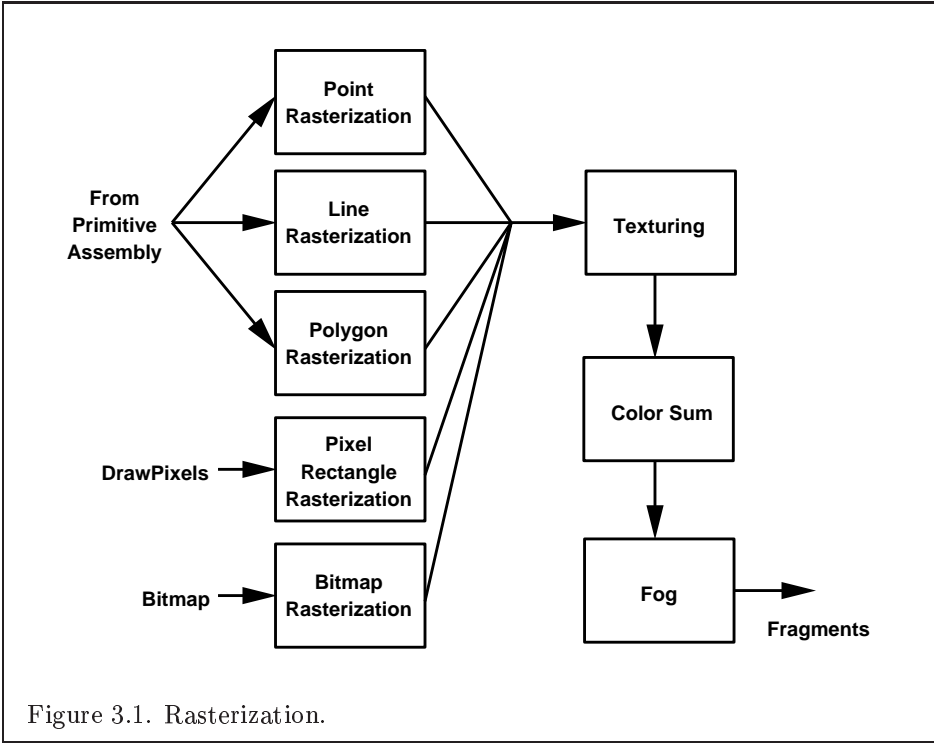 Point
Rasterization
From
Primitive
Assembly
Line
Rasterization
Polygon
Rasterization
DrawPixels
Pixel
Rectangle
Rasterization
Bitmap
Bitmap
Rasterization
Texturing
Color Sum
Fog
Fragments
Figure 3.1. Rasterization.